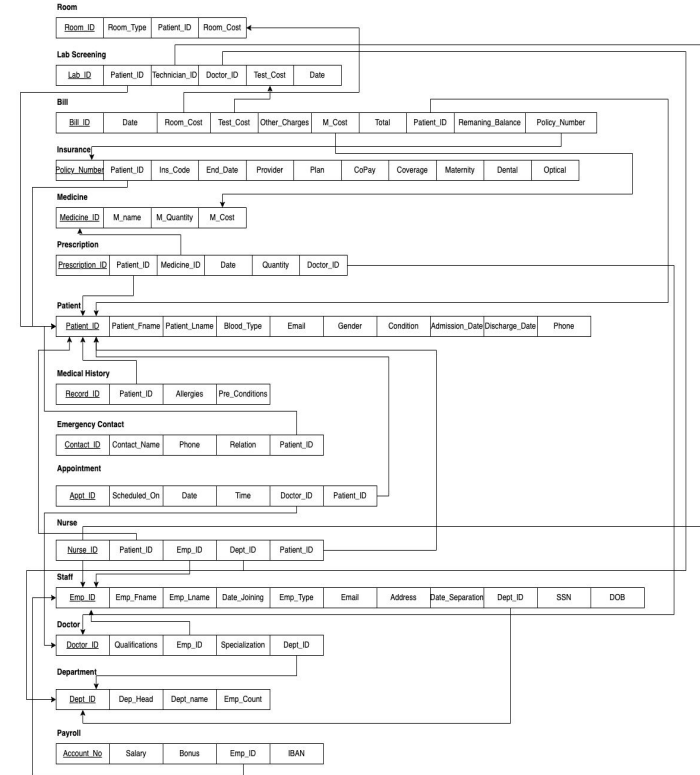 Room
Room_ID Room_Type Patient_ID Room_Cost
Lab Screening
Lab_ID Patient_ID Technician_ID Doctor_ID Test_Cost Date
Bill
Bill_ID Date Room_Cost Test_Cost Other_Charges M_Cost Total Patient_ID Remaning_Balance Policy_Number
Insurance
Policy_Number Patient_ID Ins_Code End_Date Provider Plan CoPay Coverage Maternity Dental Optical
Medicine
Medicine_ID M_name M_Quantity M_Cost
Prescription
Prescription_ID Patient_ID Medicine_ID Date Quantity Doctor_ID
Patient
Patient_ID Patient_Fname Patient_Lname Blood_Type Email Gender Condition Admission_Date Discharge_Date Phone
Medical History
Record_ID Patient_ID Allergies Pre_Conditions
Emergency Contact
Contact_ID Contact_Name Phone Relation Patient_ID
Appointment
Appt_ID Scheduled_On Date Time Doctor_ID Patient_ID
Nurse
Nurse_ID Patient_ID Emp_ID Dept_ID Patient_ID
Staff
Emp_ID Emp_Fname Emp_Lname Date_Joining Emp_Type Email Address Date_Separation Dept_ID SSN DOB
Doctor
Doctor_ID Qualifications Emp_ID Specialization Dept_ID
Department
Dept_ID Dep_Head Dept_name Emp_Count
Payroll
Account_No Salary Bonus Emp_ID IBAN